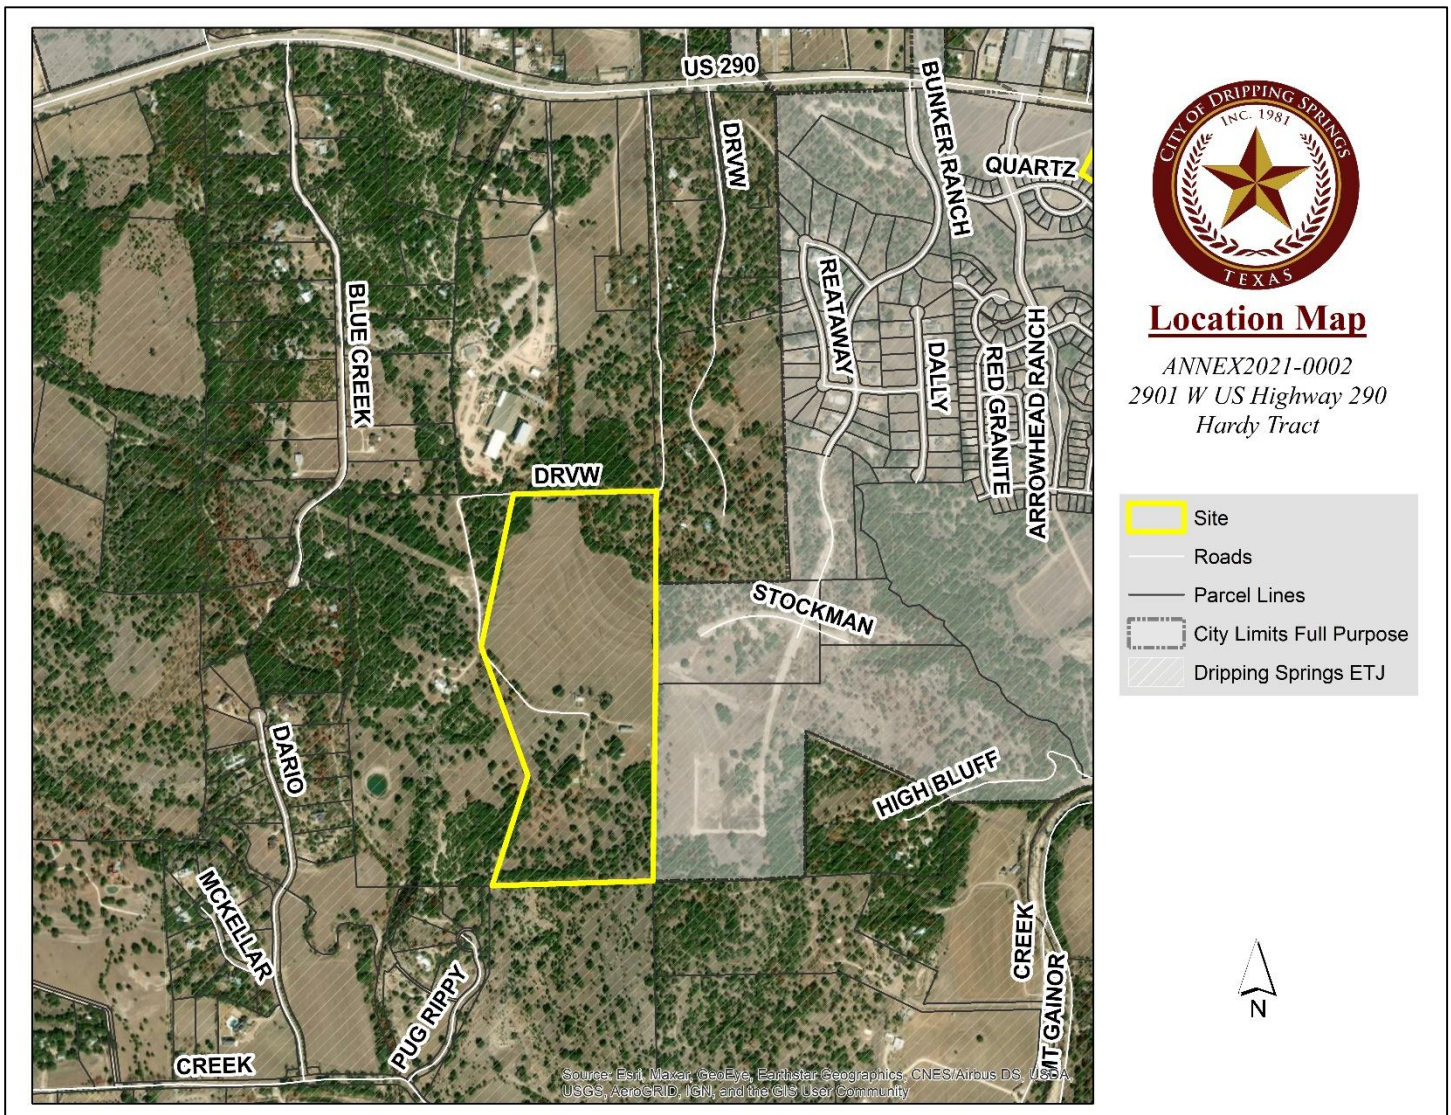 US 290
BUNKER RANCH
DRVW
QUARTZ
REATAWAY
BLUE CREEK
DALLY
RED GRANITE
ARROWHEAD RANCH
DRVW
STOCKMAN
DARIO
HIGH BLUFF
MCKELLAR
CREEK
PUG RIPPY
MT GAINOR
CREEK
Source: Esri, Maxar, GeoEye, Earthstar Geographics, CNES/Airbus DS, USDA,
USGS, AeroGRID, IGN, and the GIS User Community
CITY OF DRIPPING SPRINGS
INC. 1981
TEXAS
Location Map
ANNEX2021-0002
2901 W US Highway 290
Hardy Tract
Site
Roads
Parcel Lines
City Limits Full Purpose
Dripping Springs ETJ
N